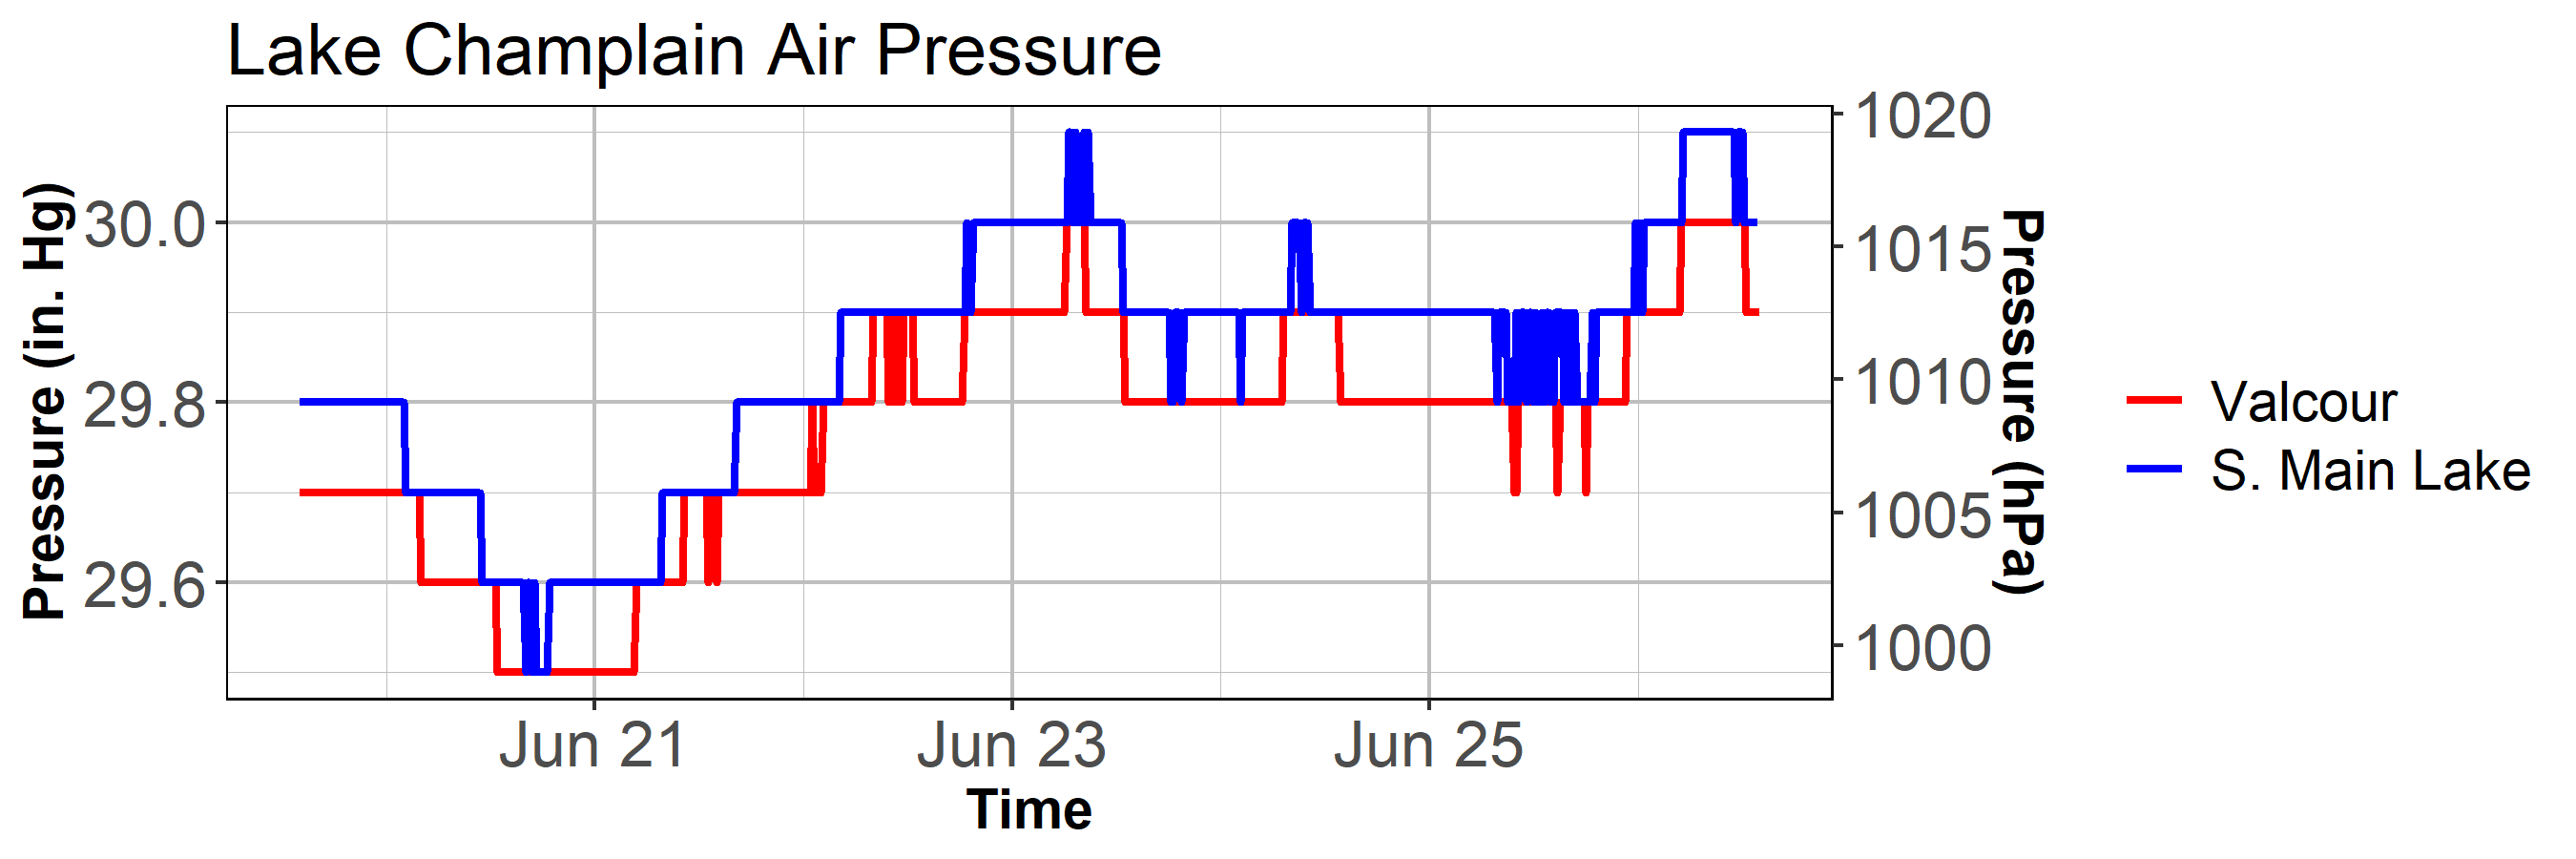 Lake Champlain Air Pressure
Pressure (in. Hg)
30.0
29.8
29.6
1020
1015
1010
1005
1000
Pressure (hPa)
Jun 21
Jun 23
Jun 25
Time
Valcour
S. Main Lake